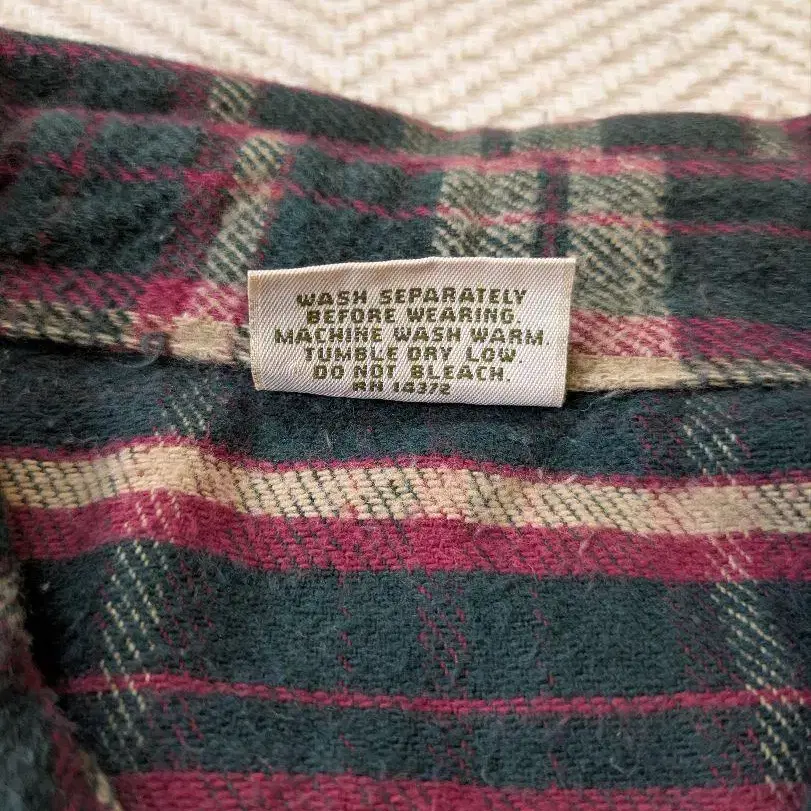 WASH SEPARATELY
BEFORE WEARING.
MACHINE WASH WARM.
TUMBLE DRY LOW.
DO NOT BLEACH.
RN 14372